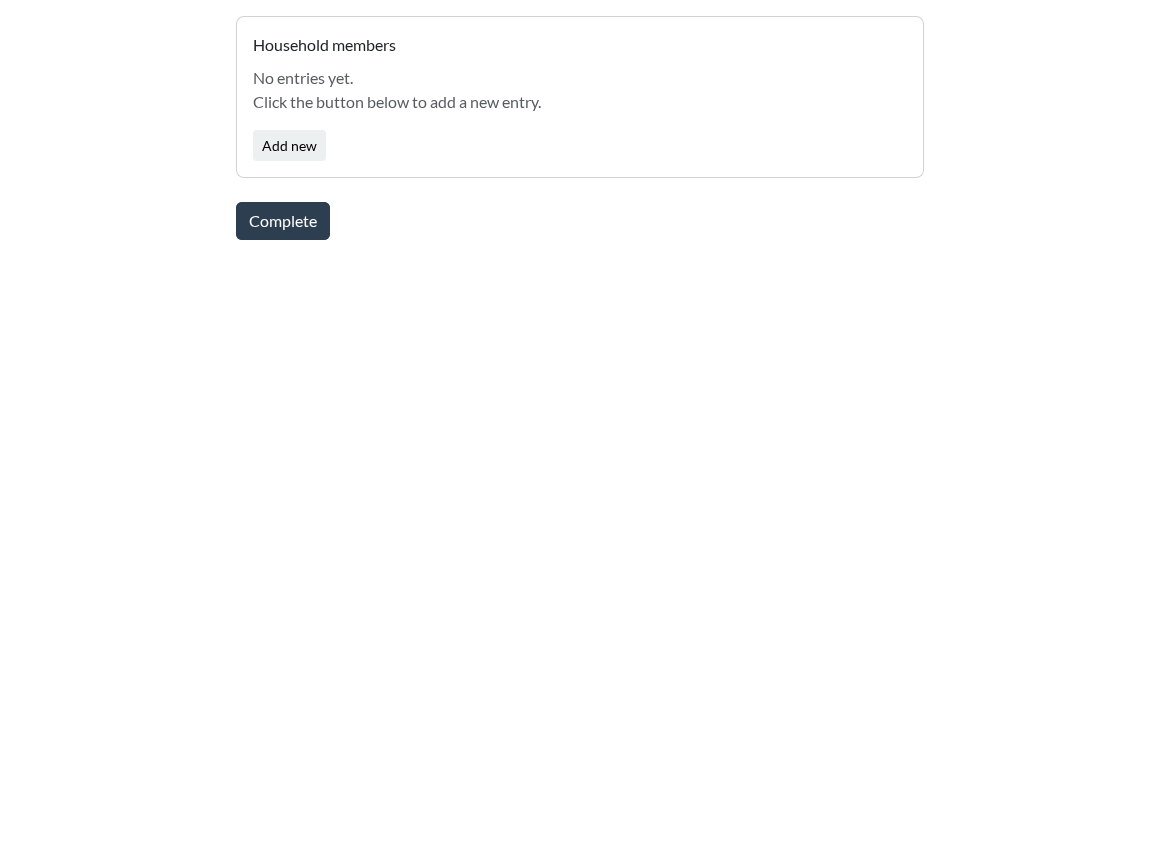 Household members
No entries yet.
Click the button below to add a new entry.
Add new
Complete